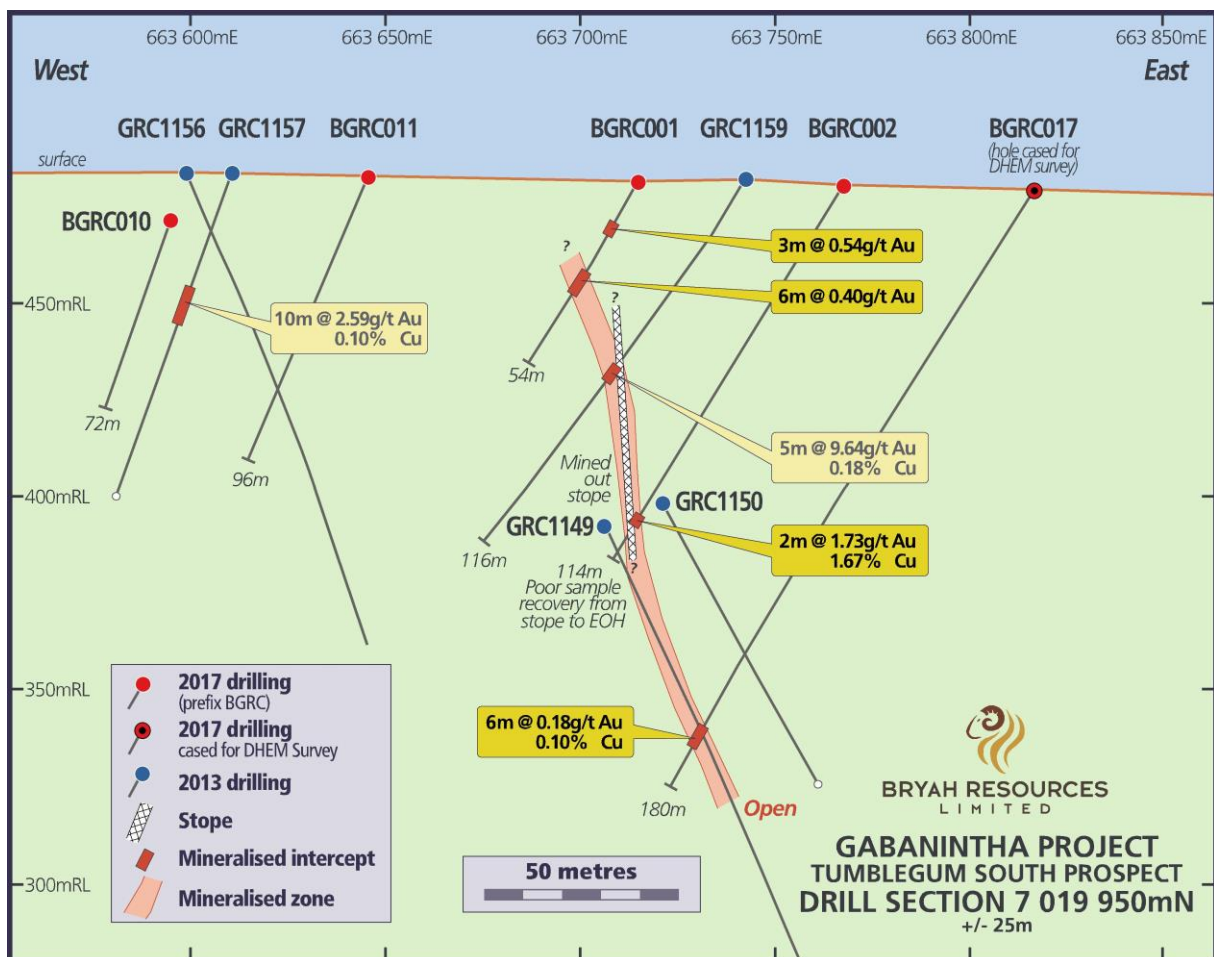 663 600mE
663 650mE
663 700mE
663 750mE
663 800mE
663 850mE
West
East
GRC1156
GRC1157
BGRC011
BGRC001
GRC1159
BGRC002
BGRC017
(hole cased for
DHEM survey)
surface
BGRC010
?
3m @ 0.54g/t Au
6m @ 0.40g/t Au
450mRL
?
10m @ 2.59g/t Au
0.10% Cu
54m
72m
5m @ 9.64g/t Au
0.18% Cu
96m
Mined
out
stope
400mRL
GRC1150
GRC1149
2m @ 1.73g/t Au
1.67% Cu
116m
114m
?
Poor sample
recovery from
stope to EOH
350mRL
6m @ 0.18g/t Au
0.10% Cu
180m
Open
2017 drilling
(prefix BGRC)
2017 drilling
cased for DHEM Survey
2013 drilling
Stope
Mineralised intercept
Mineralised zone
50 metres
300mRL
BRYAH RESOURCES
LIMITED
GABANINTHA PROJECT
TUMBLEGUM SOUTH PROSPECT
DRILL SECTION 7 019 950mN
+/- 25m